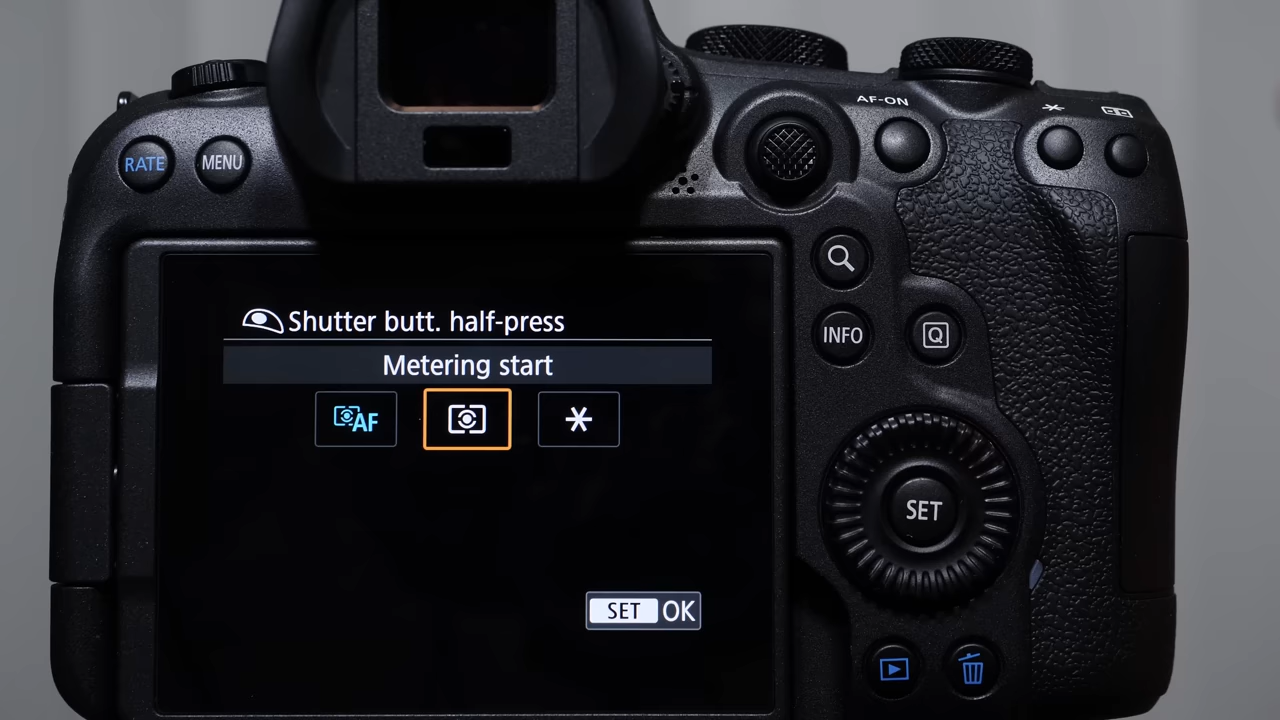 AF-ON
RATE
MENU
INFO
Q
Shutter butt. half-press
Metering start
AF
SET
SET OK